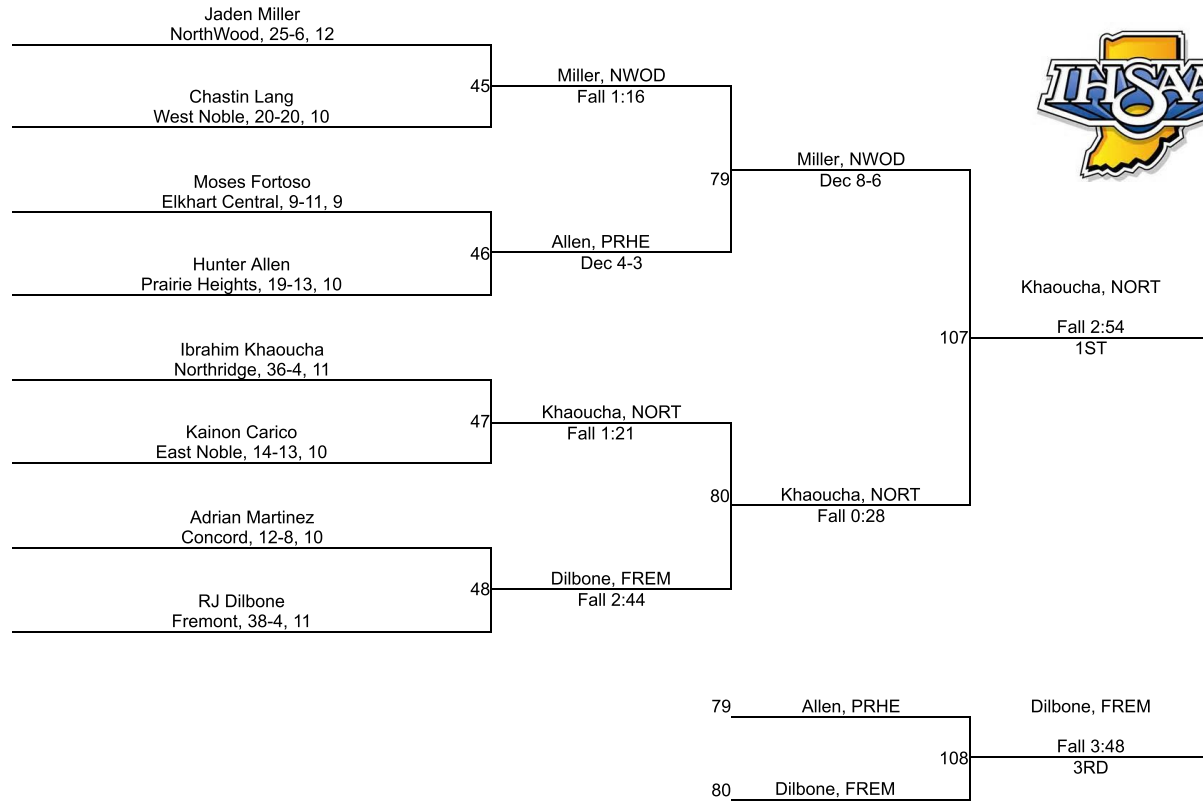 Jaden Miller
NorthWood, 25-6, 12
Chastin Lang
West Noble, 20-20, 10
Moses Fortoso
Elkhart Central, 9-11, 9
Hunter Allen
Prairie Heights, 19-13, 10
Ibrahim Khaoucha
Northridge, 36-4, 11
Kainon Carico
East Noble, 14-13, 10
Adrian Martinez
Concord, 12-8, 10
RJ Dilbone
Fremont, 38-4, 11
45
Miller, NWOD
Fall 1:16
46
Allen, PRHE
Dec 4-3
47
Khaoucha, NORT
Fall 1:21
48
Dilbone, FREM
Fall 2:44
79
Miller, NWOD
Dec 8-6
80
Khaoucha, NORT
Fall 0:28
107
Khaoucha, NORT
Fall 2:54
1ST
79
Allen, PRHE
80
Dilbone, FREM
108
Dilbone, FREM
Fall 3:48
3RD
IHSAA